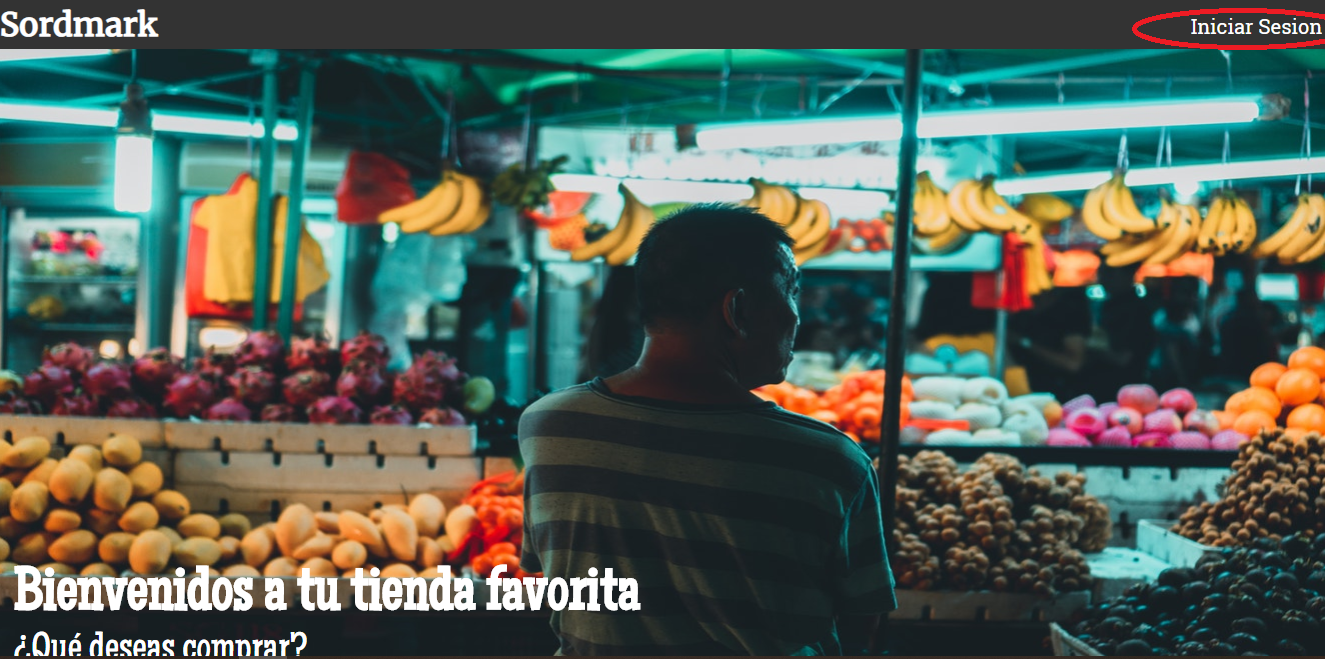 Sordmark
Iniciar Sesion
Bienvenidos a tu tienda favorita
¿Qué deseas comprar?